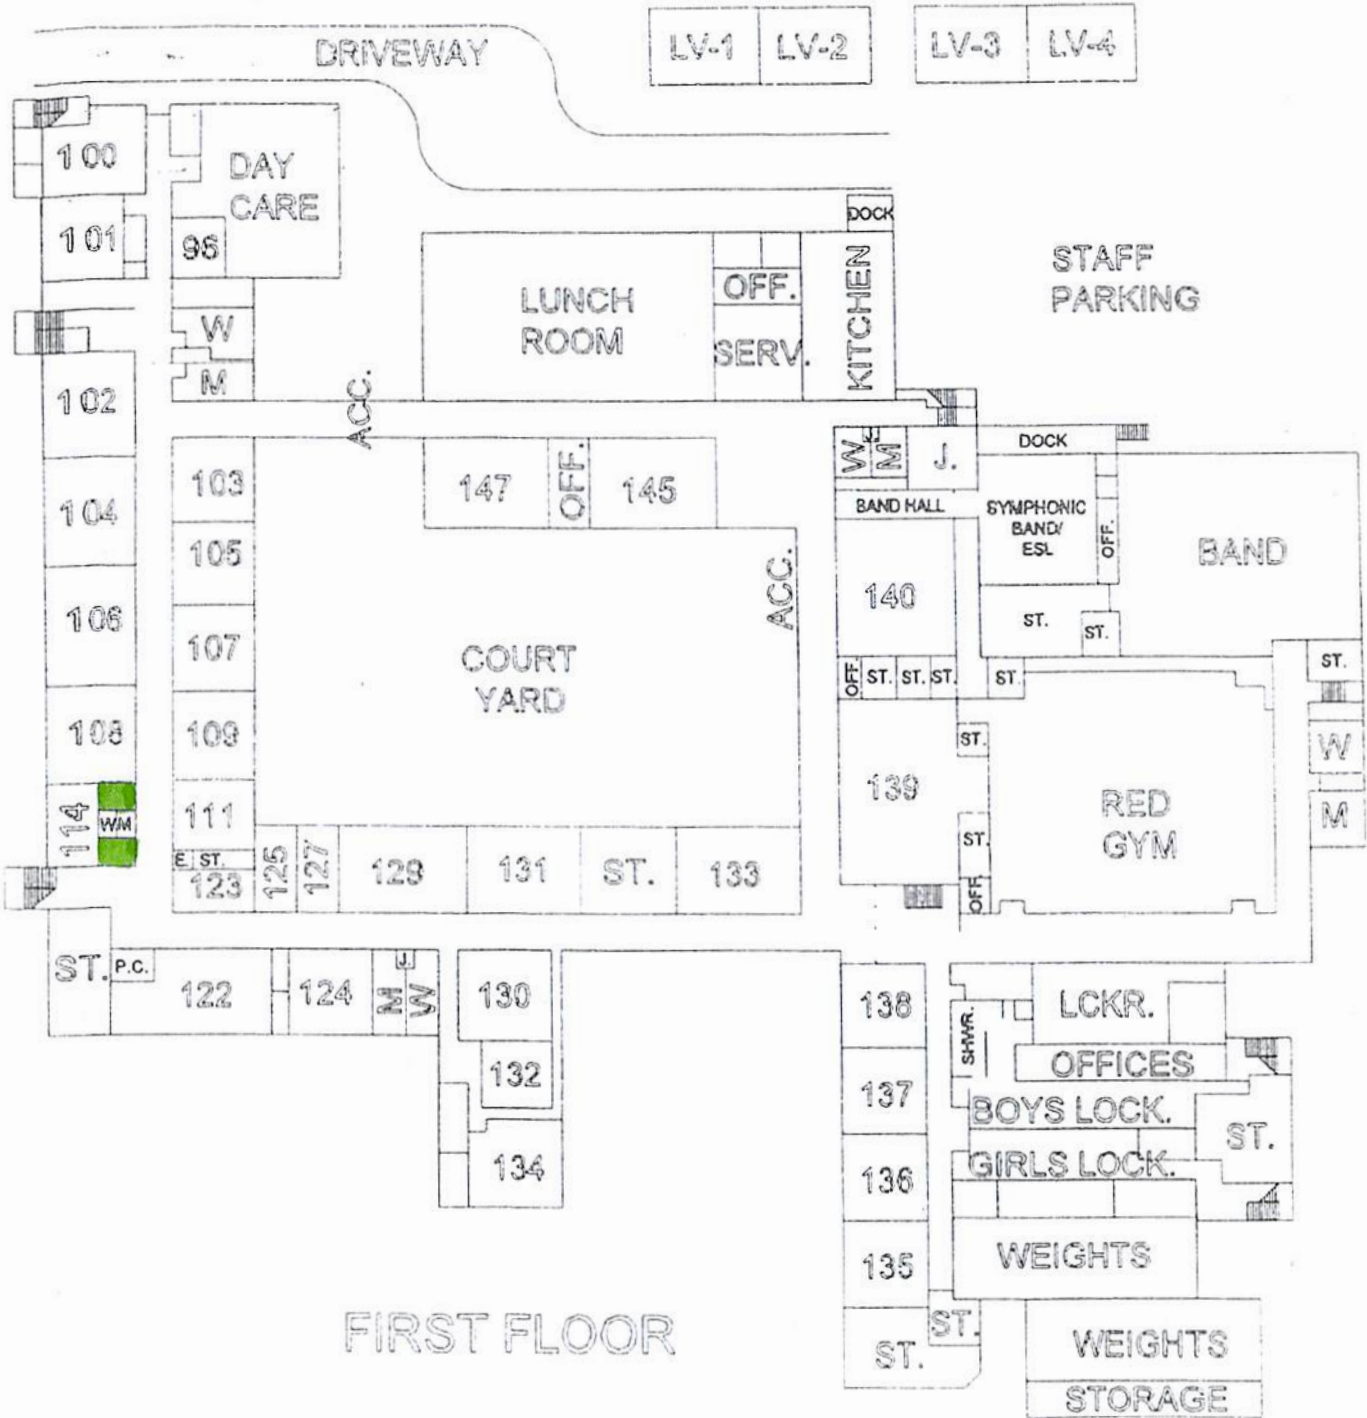 DRIVEWAY
LV-1
LV-2
LV-3
LV-4
100
DAY
CARE
101
96
DOCK
STAFF
PARKING
LUNCH
ROOM
OFF.
SERV.
KITCHEN
W
M
102
ACC.
103
147
OFF.
145
W
M
J.
DOCK
104
BAND HALL
SYMPHONIC
BAND/
ESL
OFF.
BAND
105
ACC.
140
106
107
COURT
YARD
ST.
ST.
OFF.
ST.
ST.
ST.
ST.
ST.
108
109
ST.
W
139
RED
GYM
M
114
WM
111
ST.
E.
ST.
123
125
127
129
131
ST.
133
OFF.
ST.
P.C.
122
124
M
J.
W
130
138
SHWR.
LCKR.
OFFICES
132
137
BOYS LOCK.
ST.
134
136
GIRLS LOCK.
135
WEIGHTS
FIRST FLOOR
ST.
ST.
WEIGHTS
STORAGE